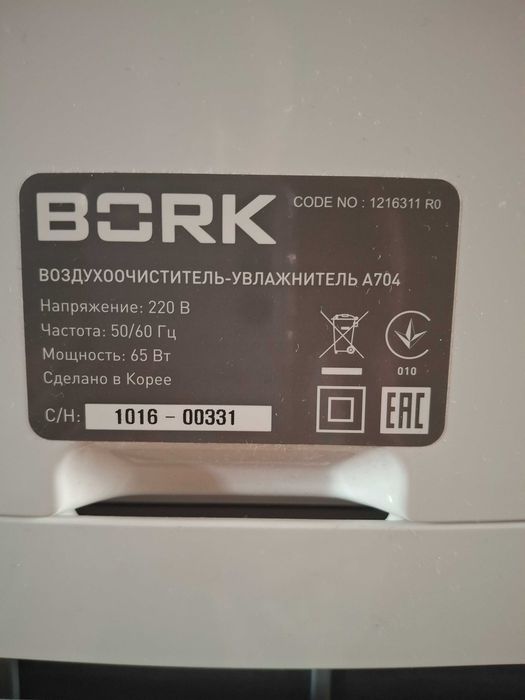 BORK
CODE NO : 1216311 R0
ВОЗДУХООЧИСТИТЕЛЬ-УВЛАЖНИТЕЛЬ А704
Напряжение: 220 В
Частота: 50/60 Гц
Мощность: 65 Вт
Сделано в Корее
010
С/Н: 1016 - 00331
EAC